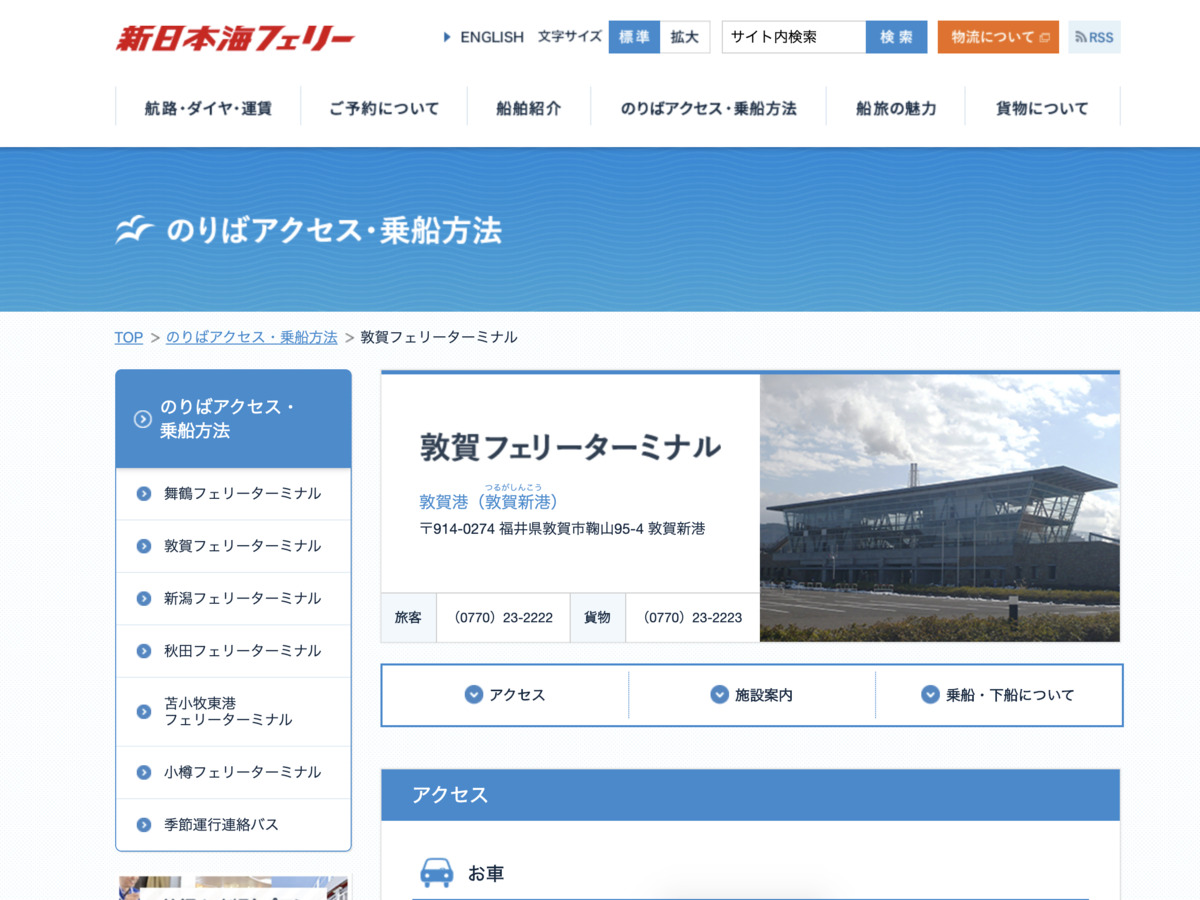 新日本海フェリー
ENGLISH 文字サイズ 標準 拡大 サイト内検索 検索 物流について RSS
航路・ダイヤ・運賃 ご予約について 船舶紹介 のりばアクセス・乗船方法 船旅の魅力 貨物について
のりばアクセス・乗船方法
TOP > のりばアクセス・乗船方法 > 敦賀フェリーターミナル
のりばアクセス・
乗船方法
舞鶴フェリーターミナル
敦賀フェリーターミナル
新潟フェリーターミナル
秋田フェリーターミナル
苫小牧東港
フェリーターミナル
小樽フェリーターミナル
季節運行連絡バス
敦賀フェリーターミナル
つるがしんこう
敦賀港（敦賀新港）
〒914-0274 福井県敦賀市鞠山95-4 敦賀新港
旅客 （0770）23-2222 貨物 （0770）23-2223
アクセス 施設案内 乗船・下船について
アクセス
お車